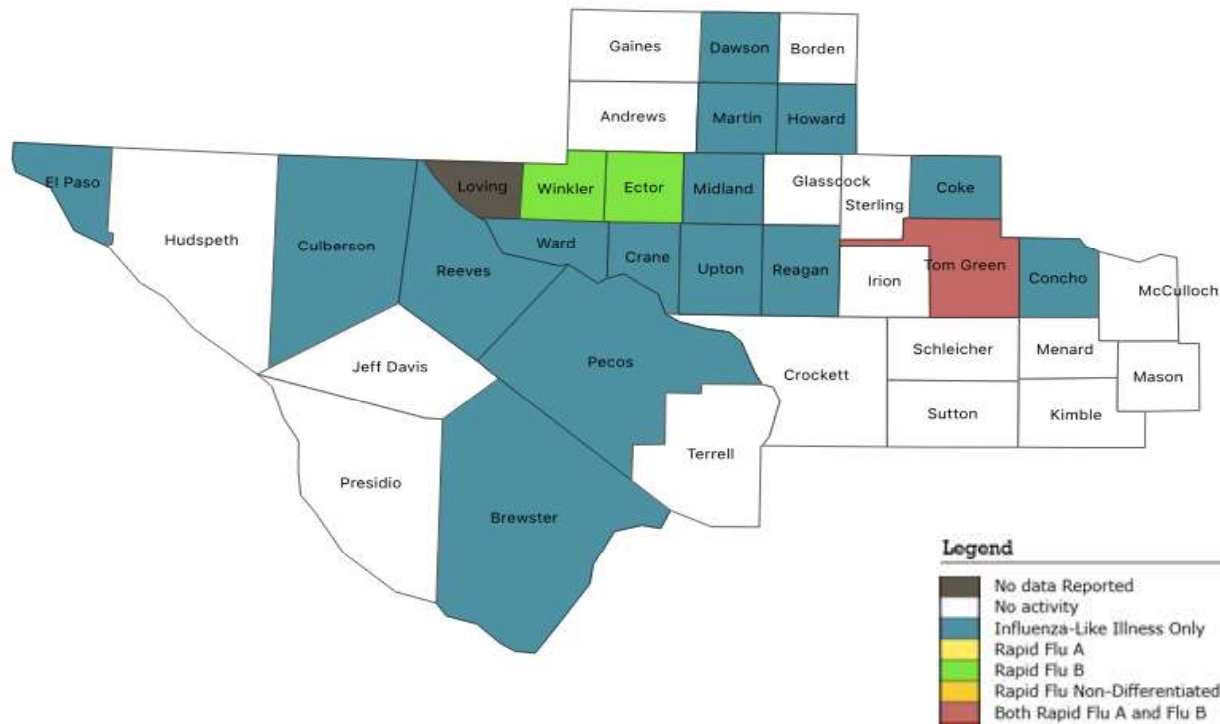 Gaines
Dawson
Borden
Andrews
Martin
Howard
El Paso
Hudspeth
Culberson
Loving
Winkler
Ector
Midland
Glasscock
Sterling
Coke
Reeves
Ward
Crane
Upton
Reagan
Irion
Tom Green
Concho
McCulloch
Jeff Davis
Pecos
Crockett
Schleicher
Menard
Mason
Sutton
Kimble
Terrell
Presidio
Brewster
Legend
No data Reported
No activity
Influenza-Like Illness Only
Rapid Flu A
Rapid Flu B
Rapid Flu Non-Differentiated
Both Rapid Flu A and Flu B